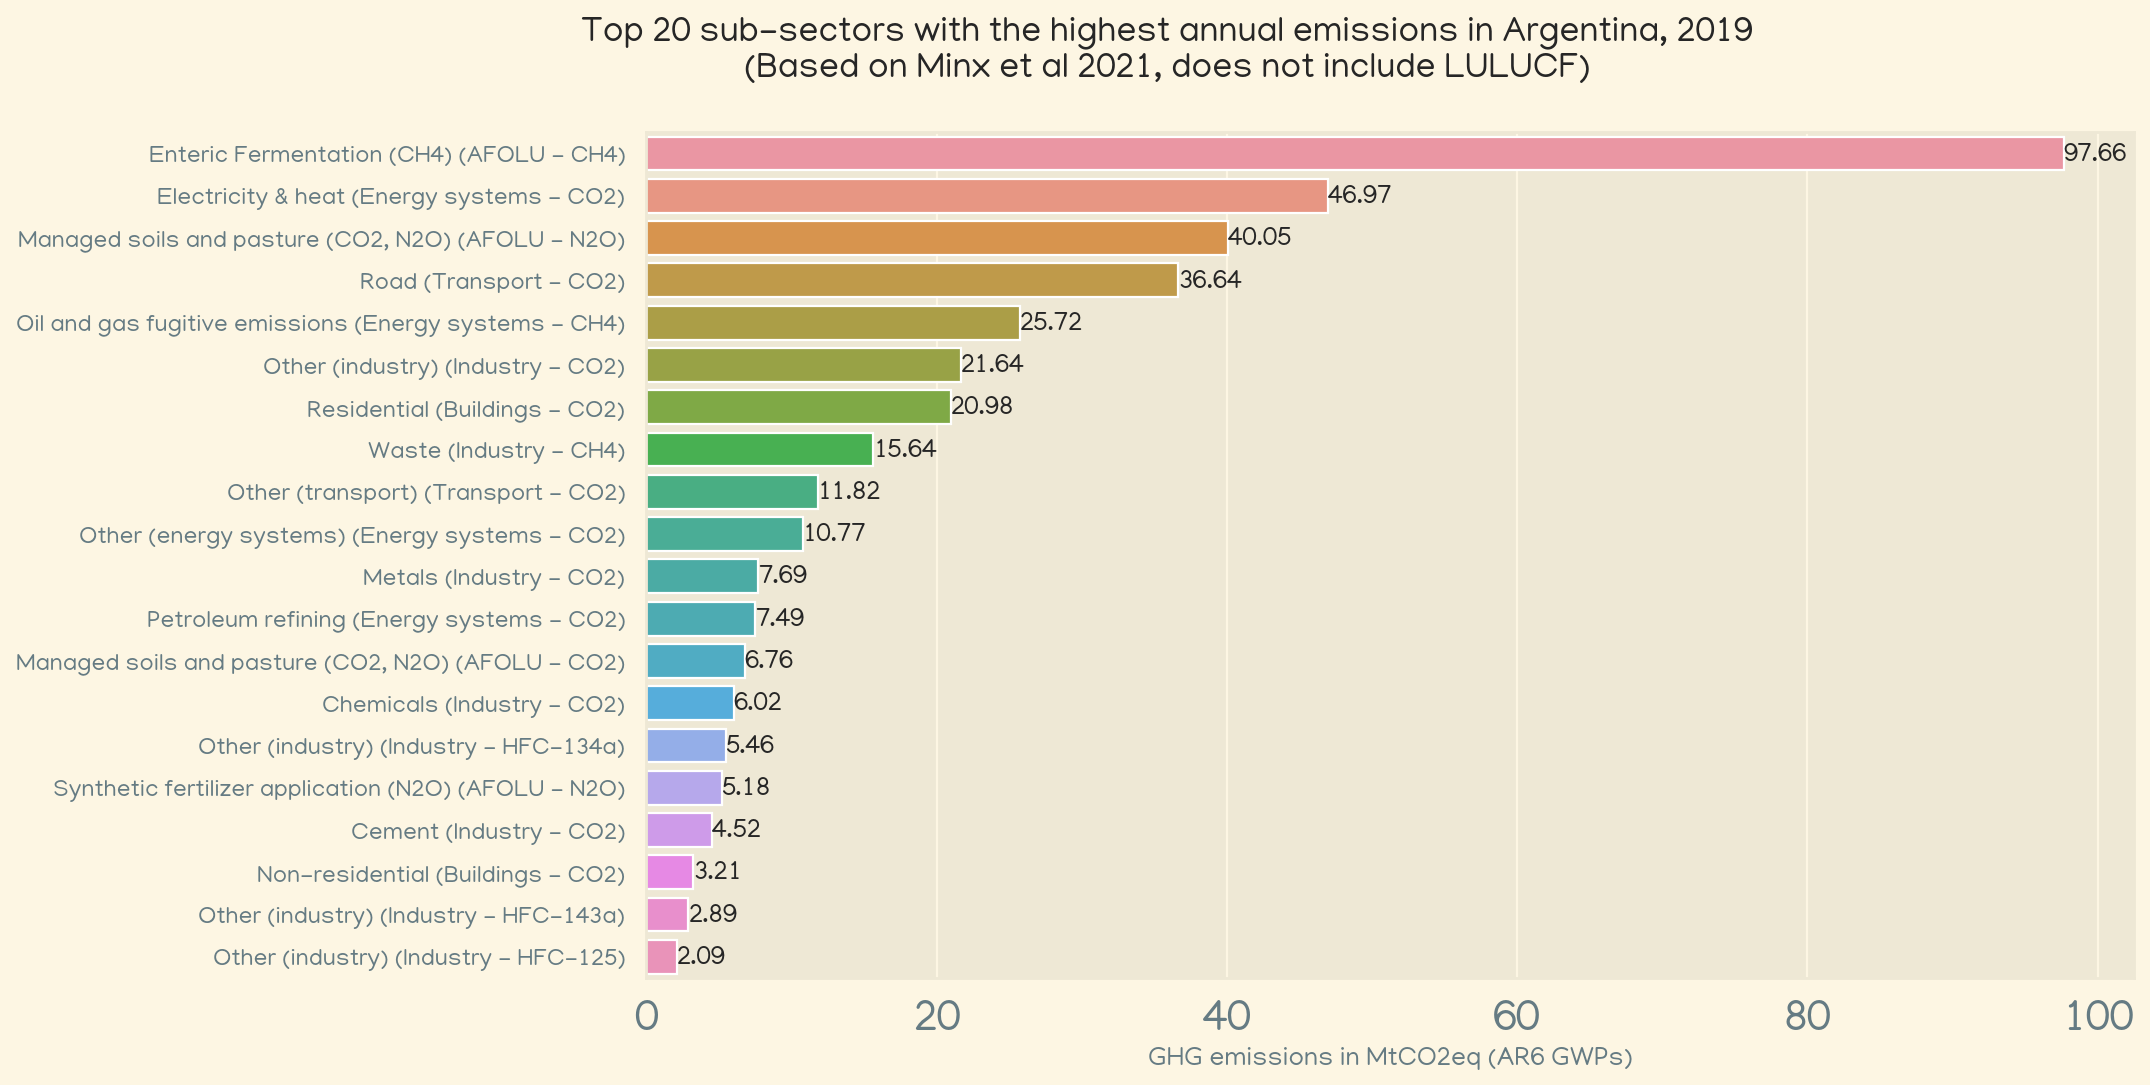 Top 20 sub-sectors with the highest annual emissions in Argentina, 2019
(Based on Minx et al 2021, does not include LULUCF)
Enteric Fermentation (CH4) (AFOLU - CH4) 97.66
Electricity & heat (Energy systems - CO2) 46.97
Managed soils and pasture (CO2, N2O) (AFOLU - N2O) 40.05
Road (Transport - CO2) 36.64
Oil and gas fugitive emissions (Energy systems - CH4) 25.72
Other (industry) (Industry - CO2) 21.64
Residential (Buildings - CO2) 20.98
Waste (Industry - CH4) 15.64
Other (transport) (Transport - CO2) 11.82
Other (energy systems) (Energy systems - CO2) 10.77
Metals (Industry - CO2) 7.69
Petroleum refining (Energy systems - CO2) 7.49
Managed soils and pasture (CO2, N2O) (AFOLU - CO2) 6.76
Chemicals (Industry - CO2) 6.02
Other (industry) (Industry - HFC-134a) 5.46
Synthetic fertilizer application (N2O) (AFOLU - N2O) 5.18
Cement (Industry - CO2) 4.52
Non-residential (Buildings - CO2) 3.21
Other (industry) (Industry - HFC-143a) 2.89
Other (industry) (Industry - HFC-125) 2.09
0 20 40 60 80 100
GHG emissions in MtCO2eq (AR6 GWPs)